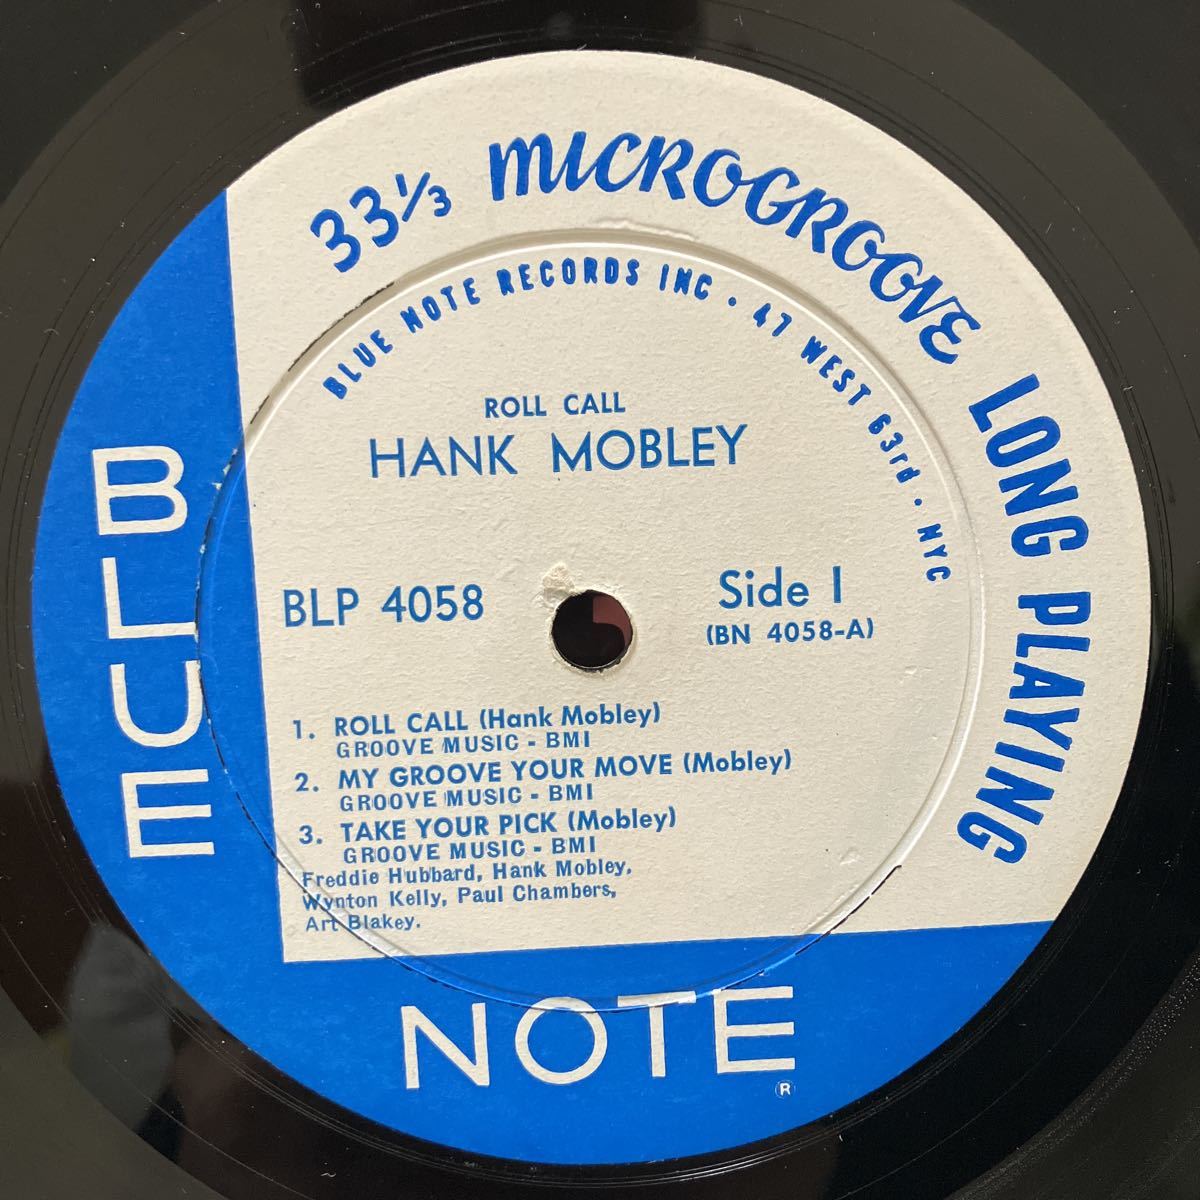 33 1/3 MICROGROOVE LONG PLAYING
BLUE NOTE RECORDS INC · 47 WEST 63rd · NYC
ROLL CALL
HANK MOBLEY
BLP 4058
Side 1
(BN 4058-A)
1. ROLL CALL (Hank Mobley)
GROOVE MUSIC - BMI
2. MY GROOVE YOUR MOVE (Mobley)
GROOVE MUSIC - BMI
3. TAKE YOUR PICK (Mobley)
GROOVE MUSIC - BMI
Freddie Hubbard, Hank Mobley,
Wynton Kelly, Paul Chambers,
Art Blakey.
BLUE
NOTE®